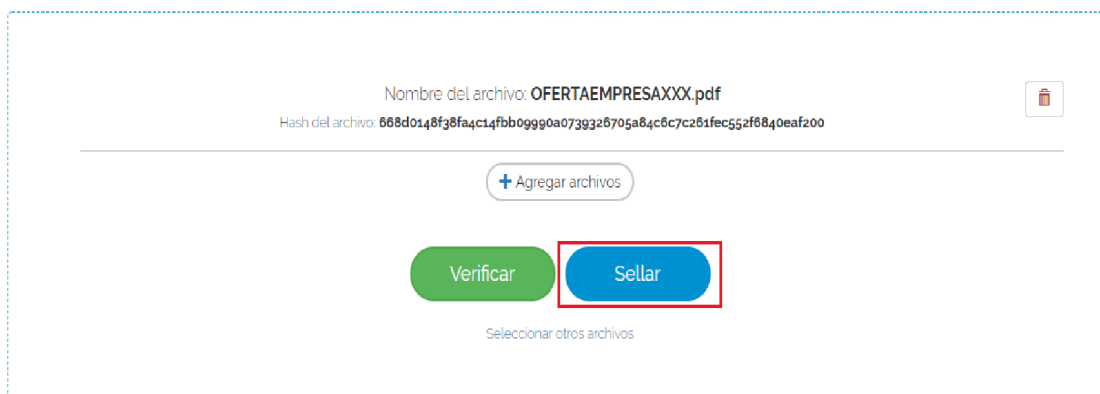 Nombre del archivo: OFERTAEMPRESAXXX.pdf
Hash del archivo: 668d0148f38fa4c14fbb09990a0739326705a84c6c7c261fec552f6840eaf200
+ Agregar archivos
Verificar
Sellar
Seleccionar otros archivos